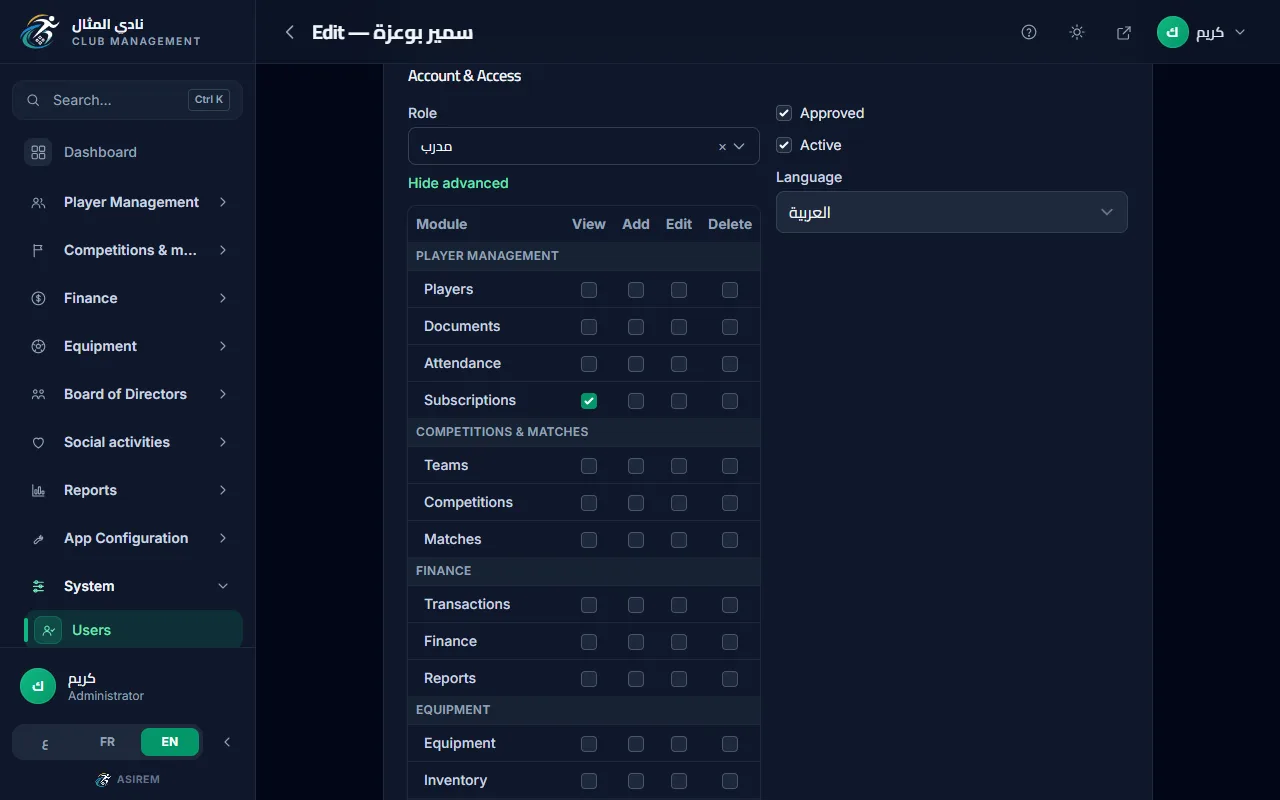 نادي المثال
CLUB MANAGEMENT
Search...
Ctrl K
Dashboard
Player Management
Competitions & m...
Finance
Equipment
Board of Directors
Social activities
Reports
App Configuration
System
Users
ك
كريم
Administrator
ع
FR
EN
ASIREM
Edit — سمير بوعزة
ك
كريم
Account & Access
Role
مدرب
Hide advanced
Module View Add Edit Delete
PLAYER MANAGEMENT
Players
Documents
Attendance
Subscriptions
COMPETITIONS & MATCHES
Teams
Competitions
Matches
FINANCE
Transactions
Finance
Reports
EQUIPMENT
Equipment
Inventory
Approved
Active
Language
العربية